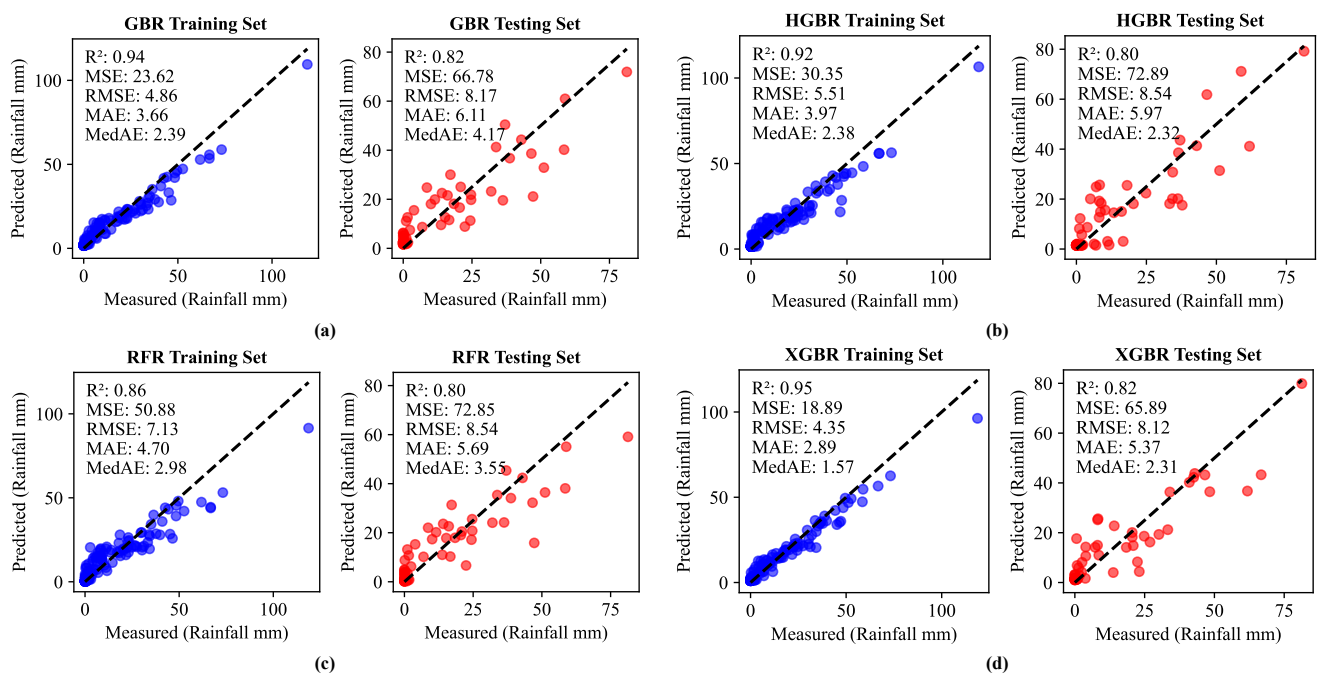 GBR Training Set
R²: 0.94
MSE: 23.62
RMSE: 4.86
MAE: 3.66
MedAE: 2.39
Predicted (Rainfall mm)
100
50
0
0 50 100
Measured (Rainfall mm)
GBR Testing Set
R²: 0.82
MSE: 66.78
RMSE: 8.17
MAE: 6.11
MedAE: 4.17
Predicted (Rainfall mm)
80
60
40
20
0
0 25 50 75
Measured (Rainfall mm)
(a)
HGBR Training Set
R²: 0.92
MSE: 30.35
RMSE: 5.51
MAE: 3.97
MedAE: 2.38
Predicted (Rainfall mm)
100
50
0
0 50 100
Measured (Rainfall mm)
HGBR Testing Set
R²: 0.80
MSE: 72.89
RMSE: 8.54
MAE: 5.97
MedAE: 2.32
Predicted (Rainfall mm)
80
60
40
20
0
0 25 50 75
Measured (Rainfall mm)
(b)
RFR Training Set
R²: 0.86
MSE: 50.88
RMSE: 7.13
MAE: 4.70
MedAE: 2.98
Predicted (Rainfall mm)
100
50
0
0 50 100
Measured (Rainfall mm)
RFR Testing Set
R²: 0.80
MSE: 72.85
RMSE: 8.54
MAE: 5.69
MedAE: 3.55
Predicted (Rainfall mm)
80
60
40
20
0
0 25 50 75
Measured (Rainfall mm)
(c)
XGBR Training Set
R²: 0.95
MSE: 18.89
RMSE: 4.35
MAE: 2.89
MedAE: 1.57
Predicted (Rainfall mm)
100
50
0
0 50 100
Measured (Rainfall mm)
XGBR Testing Set
R²: 0.82
MSE: 65.89
RMSE: 8.12
MAE: 5.37
MedAE: 2.31
Predicted (Rainfall mm)
80
60
40
20
0
0 25 50 75
Measured (Rainfall mm)
(d)